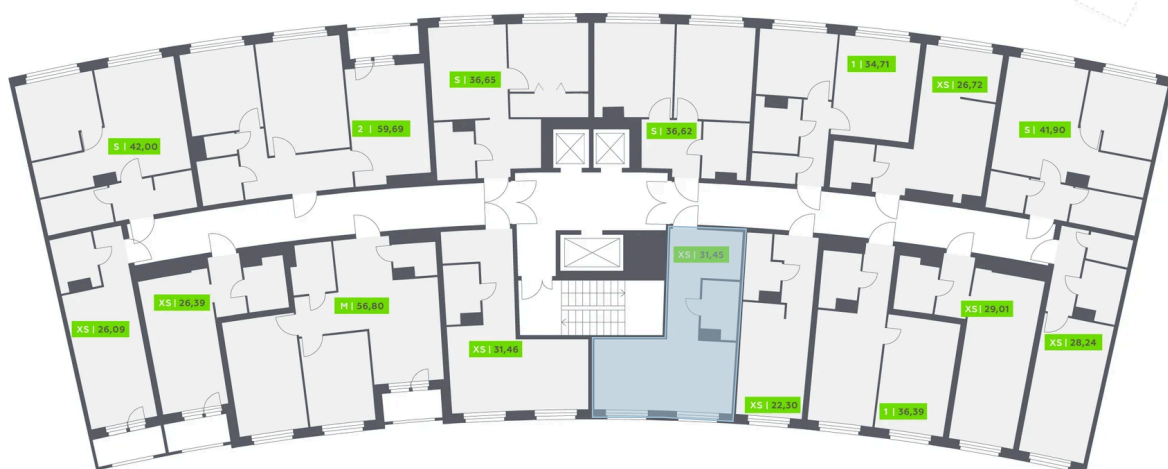 S | 36,65
1 | 34,71
XS | 26,72
2 | 59,69
S | 36,62
S | 41,90
S | 42,00
XS | 31,45
XS | 26,39
M | 56,80
XS | 29,01
XS | 26,09
XS | 31,46
XS | 28,24
XS | 22,30
1 | 36,39